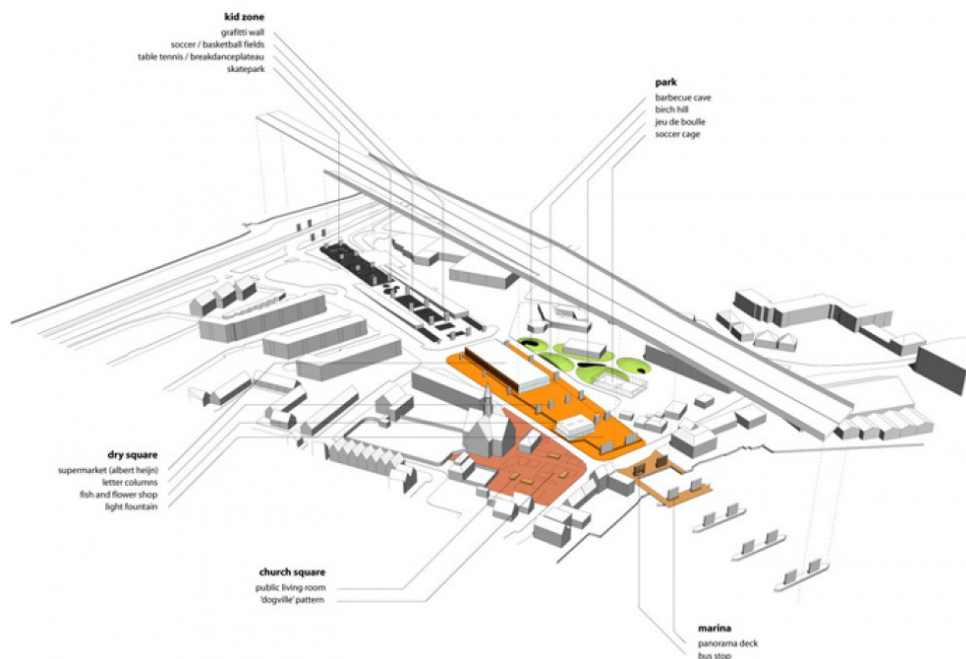 kid zone
grafitti wall
soccer / basketball fields
table tennis / breakdanceplateau
skatepark
park
barbecue cave
birch hill
jeu de boulle
soccer cage
dry square
supermarket (albert heijn)
letter columns
fish and flower shop
light fountain
church square
public living room
'dogville' pattern
marina
panorama deck
bus stop